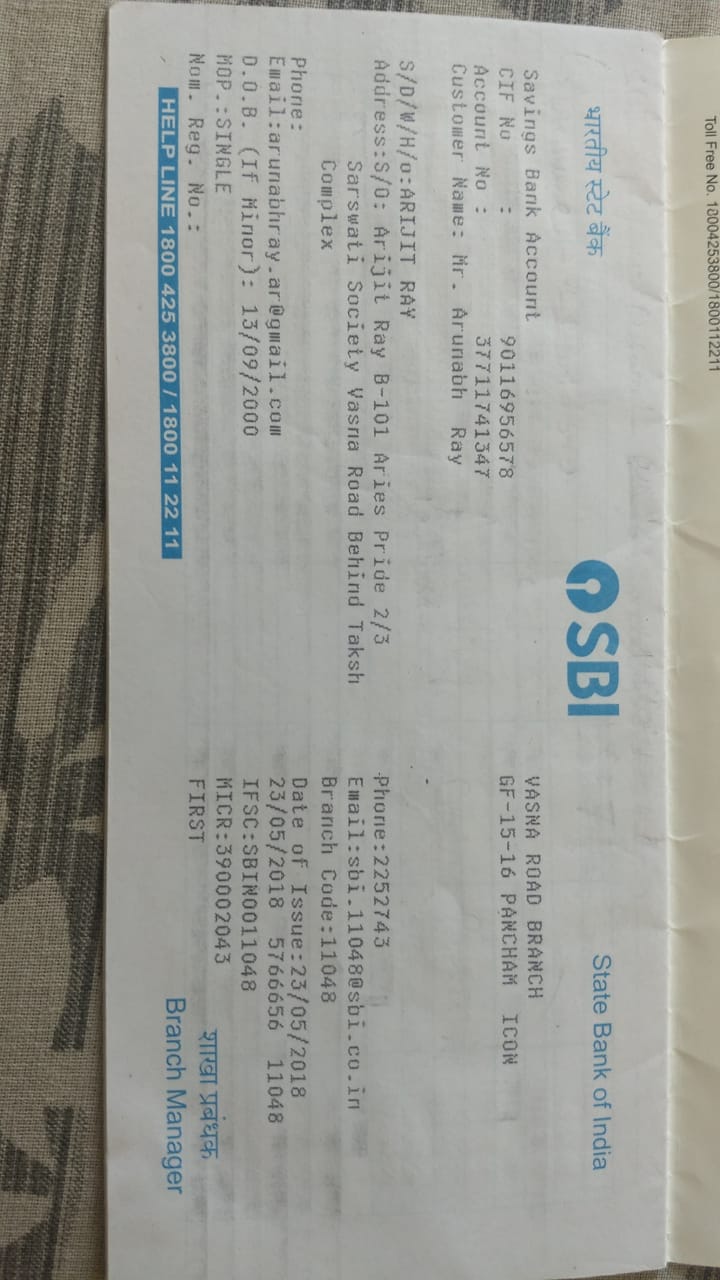 Toll Free No. 18004253800/1800112211
भारतीय स्टेट बैंक
SBI
State Bank of India
Savings Bank Account
CIF No : 90116956578
Account No : 37711741347
Customer Name: Mr. Arunabh Ray
S/D/W/H/o:ARIJIT RAY
Address:S/O: Arijit Ray B-101 Aries Pride 2/3
Sarswati Society Vasna Road Behind Taksh
Complex
Phone:
Email:arunabhray.ar@gmail.com
D.O.B. (If Minor): 13/09/2000
MOP.:SINGLE
Nom. Reg. No.:
HELP LINE 1800 425 3800 / 1800 11 22 11
VASNA ROAD BRANCH
GF-15-16 PANCHAM ICON
Phone:2252743
Email:sbi.11048@sbi.co.in
Branch Code:11048
Date of Issue:23/05/2018
23/05/2018 5766656 11048
IFSC:SBIN0011048
MICR:390002043
FIRST
शाखा प्रबंधक
Branch Manager